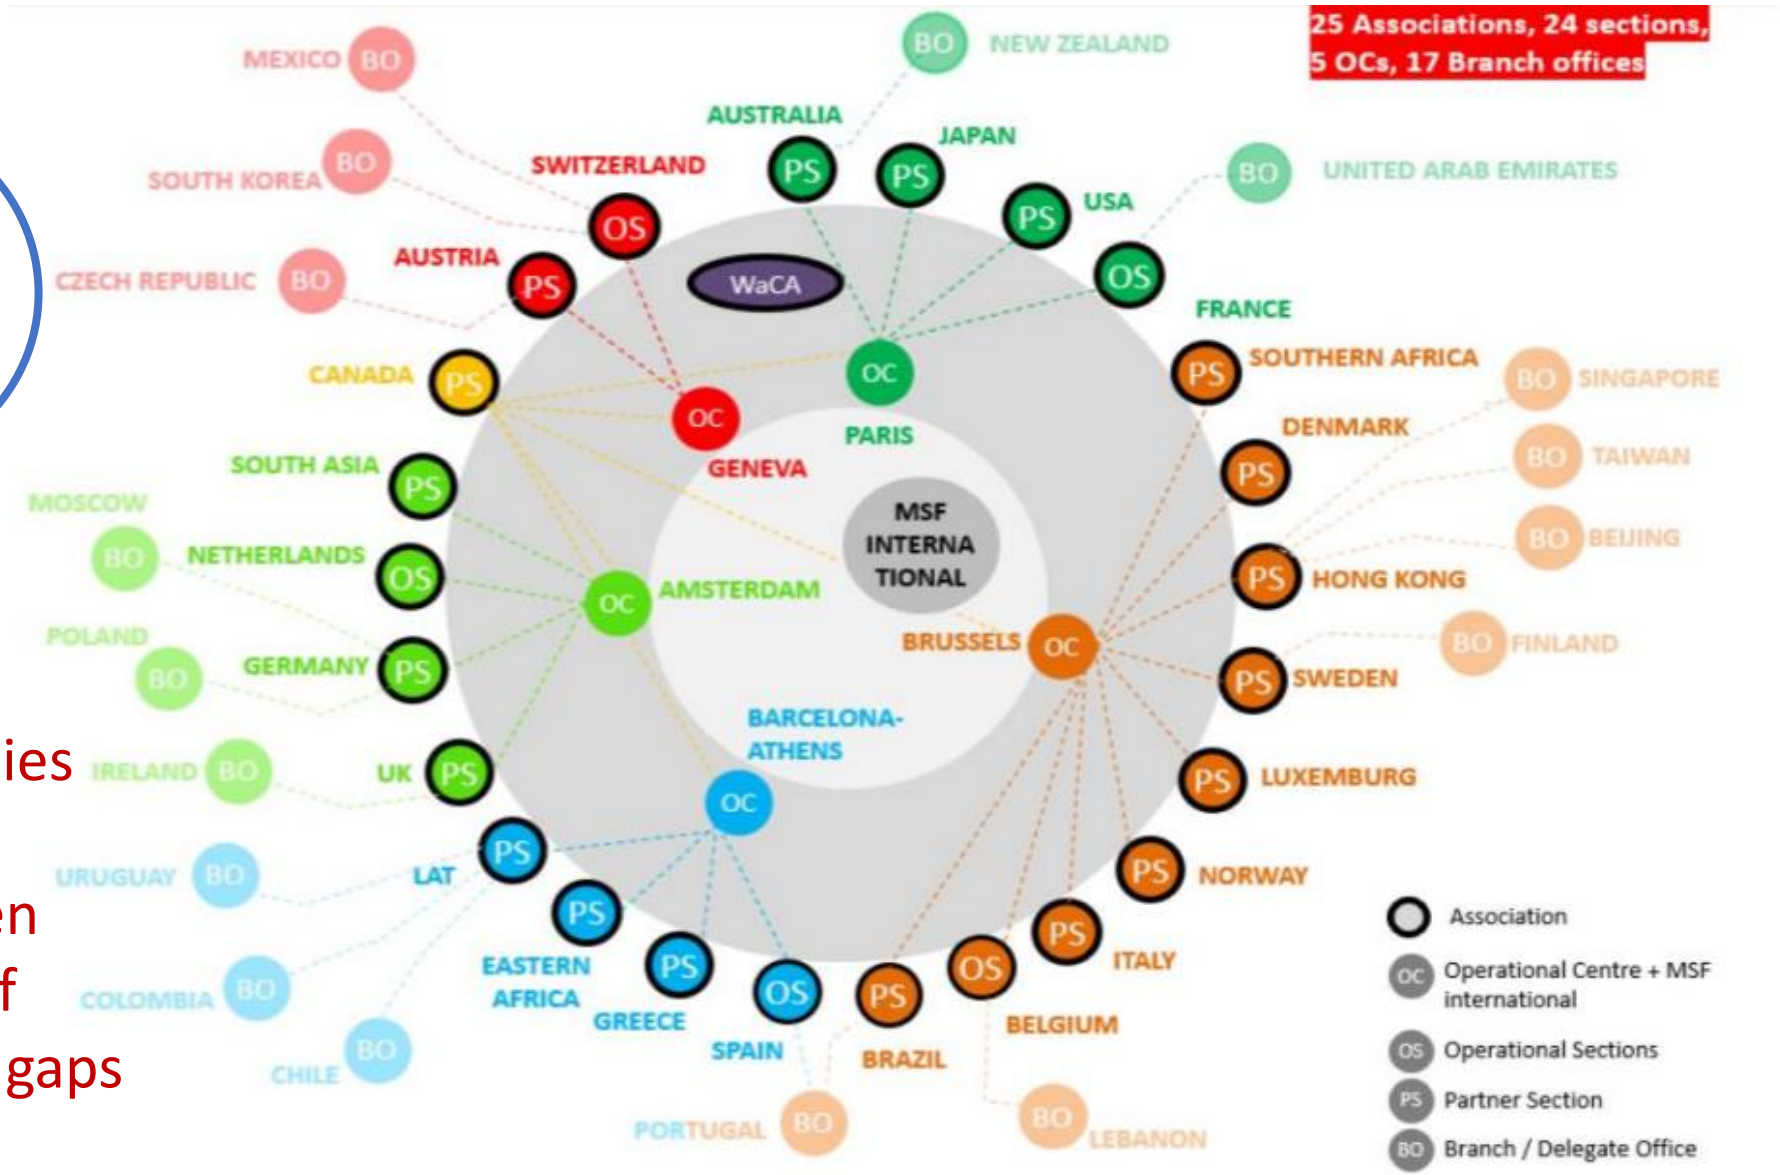 25 Associations, 24 sections,
5 OCs, 17 Branch offices
MEXICO BO
BO NEW ZEALAND
SOUTH KOREA BO
CZECH REPUBLIC BO
SWITZERLAND
OS
AUSTRIA
PS
AUSTRALIA
PS
JAPAN
PS
USA
PS
BO UNITED ARAB EMIRATES
OS
FRANCE
WaCA
CANADA PS
OC
GENEVA
OC
PARIS
MSF
INTERNA
TIONAL
SOUTHERN AFRICA
PS
DENMARK
PS
BO SINGAPORE
BO TAIWAN
BO BEIJING
PS HONG KONG
BO FINLAND
PS SWEDEN
BRUSSELS OC
PS LUXEMBURG
PS NORWAY
PS ITALY
OS BELGIUM
PS BRAZIL
BO LEBANON
PORTUGAL BO
SOUTH ASIA
PS
MOSCOW
BO
NETHERLANDS OS
OC AMSTERDAM
POLAND
BO
GERMANY PS
IRELAND BO
UK PS
BARCELONA-
ATHENS
OC
URUGUAY BO
LAT PS
COLOMBIA BO
CHILE BO
PS
EASTERN
AFRICA
PS
GREECE
OS
SPAIN
ies
en
f
gaps
Association
OC Operational Centre + MSF
international
OS Operational Sections
PS Partner Section
BO Branch / Delegate Office